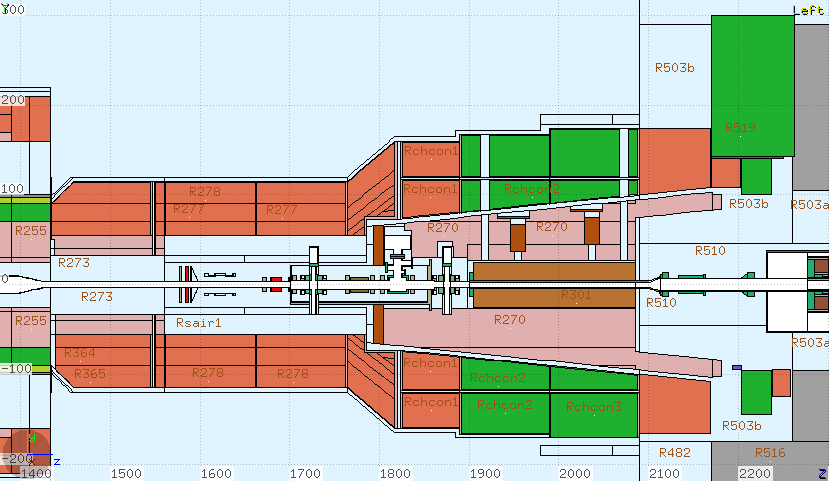 Y
300
Left
R503b
200
R519
Rchcon1
100
R278
Rchcon1
Rchcon2
R277
R277
R503b
R503a
R255
R270
R270
R510
R273
0
R273
R301
R510
R255
Rsair1
R270
R503a
R364
Rchcon1
-100
R365
R278
R278
Rchcon2
Rchcon1
Rchcon2
Rchcon3
R503b
R482
R516
-200
z
1400
1500
1600
1700
1800
1900
2000
2100
2200
Z